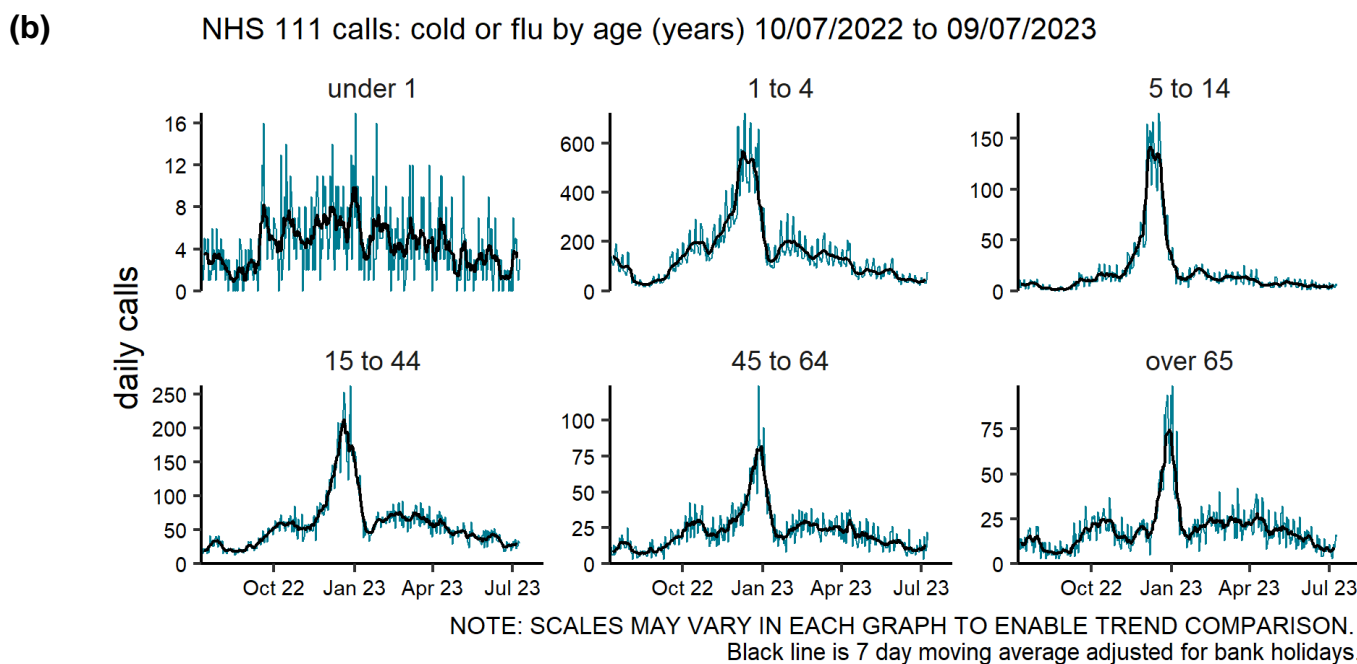 (b)
NHS 111 calls: cold or flu by age (years) 10/07/2022 to 09/07/2023
daily calls
under 1
16
12
8
4
0
1 to 4
600
400
200
0
5 to 14
150
100
50
0
15 to 44
250
200
150
100
50
0
Oct 22 Jan 23 Apr 23 Jul 23
45 to 64
100
75
50
25
0
Oct 22 Jan 23 Apr 23 Jul 23
over 65
75
50
25
0
Oct 22 Jan 23 Apr 23 Jul 23
NOTE: SCALES MAY VARY IN EACH GRAPH TO ENABLE TREND COMPARISON.
Black line is 7 day moving average adjusted for bank holidays.